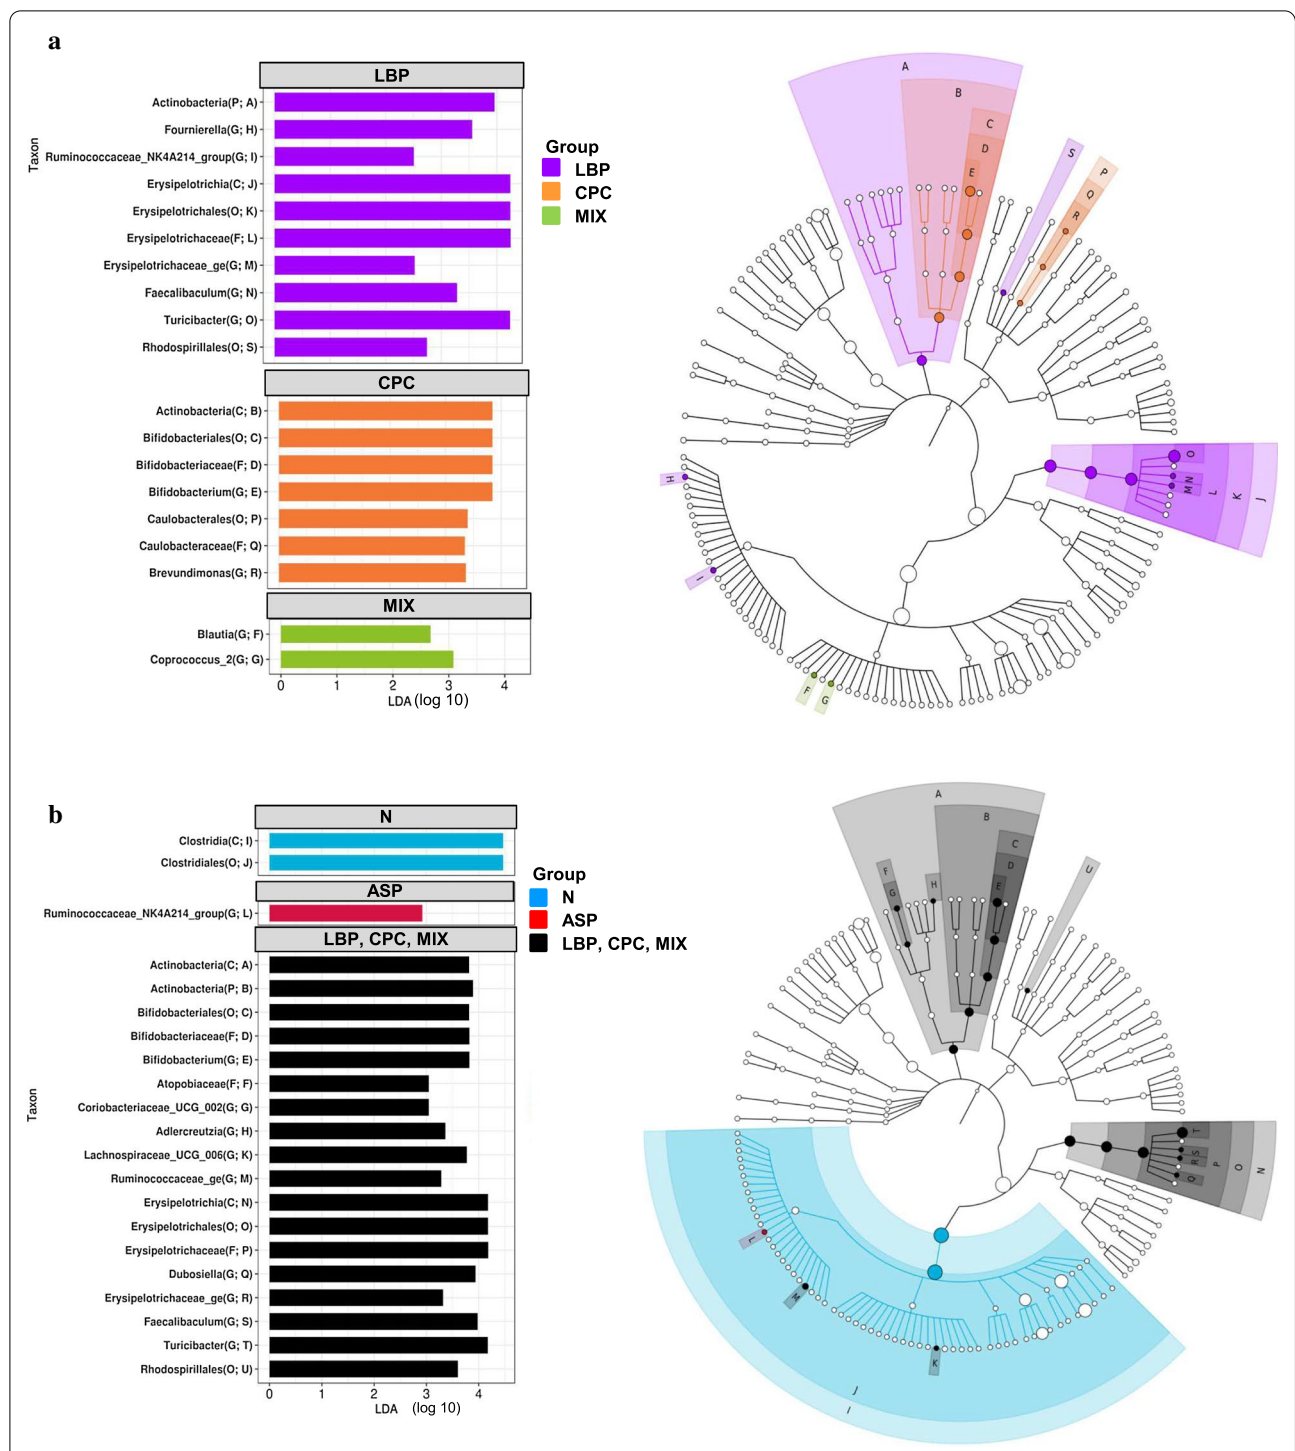 a
LBP
Taxon
Actinobacteria(P; A)
Fournierella(G; H)
Ruminococcaceae_NK4A214_group(G; I)
Erysipelotrichia(C; J)
Erysipelotrichales(O; K)
Erysipelotrichaceae(F; L)
Erysipelotrichaceae_ge(G; M)
Faecalibaculum(G; N)
Turicibacter(G; O)
Rhodospirillales(O; S)
CPC
Actinobacteria(C; B)
Bifidobacteriales(O; C)
Bifidobacteriaceae(F; D)
Bifidobacterium(G; E)
Caulobacterales(O; P)
Caulobacteraceae(F; Q)
Brevundimonas(G; R)
MIX
Blautia(G; F)
Coprococcus_2(G; G)
0 1 2 3 4
LDA (log 10)
Group
LBP
CPC
MIX
A
B
C
D
E
S
P
Q
R
O
N
M
L
K
J
H
I
F
G
b
N
Clostridia(C; I)
Clostridiales(O; J)
ASP
Ruminococcaceae_NK4A214_group(G; L)
LBP, CPC, MIX
Taxon
Actinobacteria(C; A)
Actinobacteria(P; B)
Bifidobacteriales(O; C)
Bifidobacteriaceae(F; D)
Bifidobacterium(G; E)
Atopobiaceae(F; F)
Coriobacteriaceae_UCG_002(G; G)
Adlercreutzia(G; H)
Lachnospiraceae_UCG_006(G; K)
Ruminococcaceae_ge(G; M)
Erysipelotrichia(C; N)
Erysipelotrichales(O; O)
Erysipelotrichaceae(F; P)
Dubosiella(G; Q)
Erysipelotrichaceae_ge(G; R)
Faecalibaculum(G; S)
Turicibacter(G; T)
Rhodospirillales(O; U)
0 1 2 3 4
LDA (log 10)
Group
N
ASP
LBP, CPC, MIX
A
B
C
D
E
F
G
H
U
T
S
R
Q
P
O
N
L
M
K
J
I